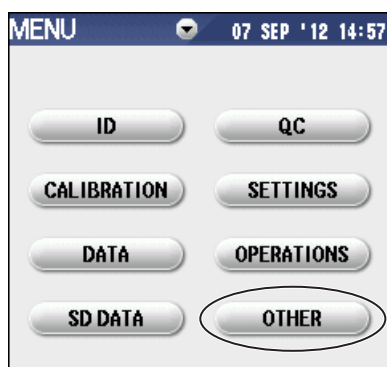 MENU 07 SEP '12 14:57
ID QC
CALIBRATION SETTINGS
DATA OPERATIONS
SD DATA OTHER